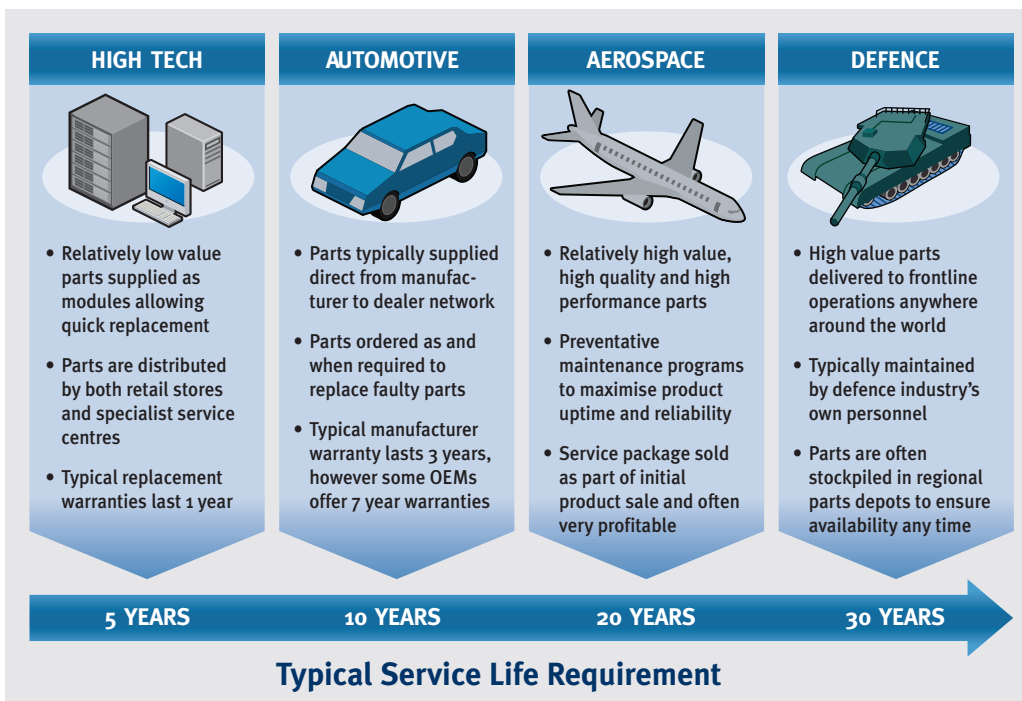 HIGH TECH
• Relatively low value
parts supplied as
modules allowing
quick replacement
• Parts are distributed
by both retail stores
and specialist service
centres
• Typical replacement
warranties last 1 year
AUTOMOTIVE
• Parts typically supplied
direct from manufac-
turer to dealer network
• Parts ordered as and
when required to
replace faulty parts
• Typical manufacturer
warranty lasts 3 years,
however some OEMs
offer 7 year warranties
AEROSPACE
• Relatively high value,
high quality and high
performance parts
• Preventative
maintenance programs
to maximise product
uptime and reliability
• Service package sold
as part of initial
product sale and often
very profitable
DEFENCE
• High value parts
delivered to frontline
operations anywhere
around the world
• Typically maintained
by defence industry's
own personnel
• Parts are often
stockpiled in regional
parts depots to ensure
availability any time
5 YEARS
10 YEARS
20 YEARS
30 YEARS
Typical Service Life Requirement